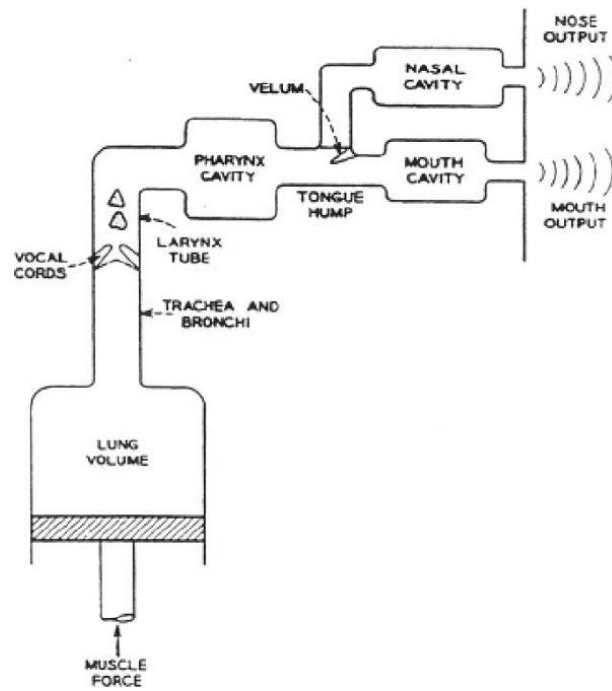 NOSE
OUTPUT
NASAL
CAVITY
VELUM
PHARYNX
CAVITY
MOUTH
CAVITY
TONGUE
HUMP
MOUTH
OUTPUT
LARYNX
TUBE
VOCAL
CORDS
TRACHEA AND
BRONCHI
LUNG
VOLUME
MUSCLE
FORCE